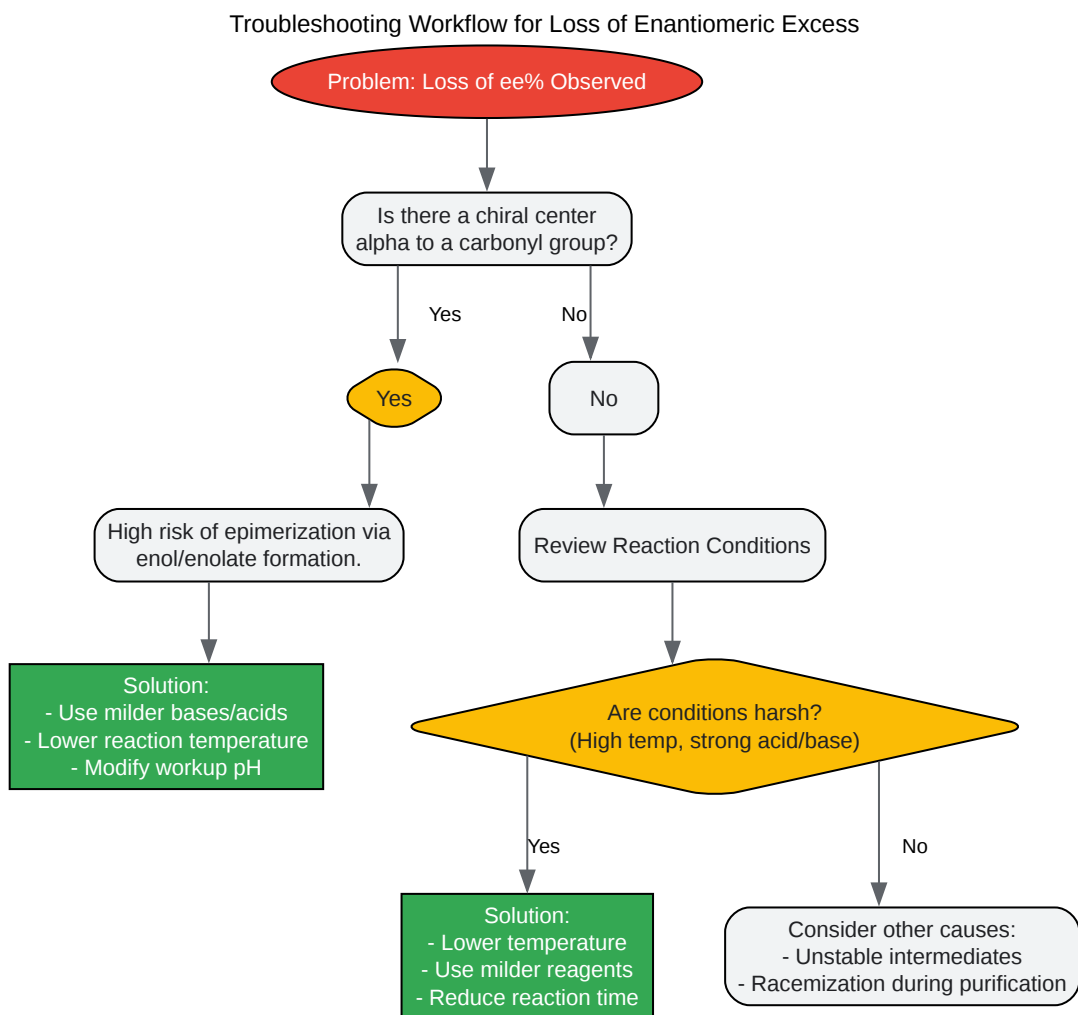 Troubleshooting Workflow for Loss of Enantiomeric Excess
Problem: Loss of ee% Observed
Is there a chiral center
alpha to a carbonyl group?
Yes
No
Yes
No
High risk of epimerization via
enol/enolate formation.
Review Reaction Conditions
Solution:
- Use milder bases/acids
- Lower reaction temperature
- Modify workup pH
Are conditions harsh?
(High temp, strong acid/base)
Yes
No
Solution:
- Lower temperature
- Use milder reagents
- Reduce reaction time
Consider other causes:
- Unstable intermediates
- Racemization during purification